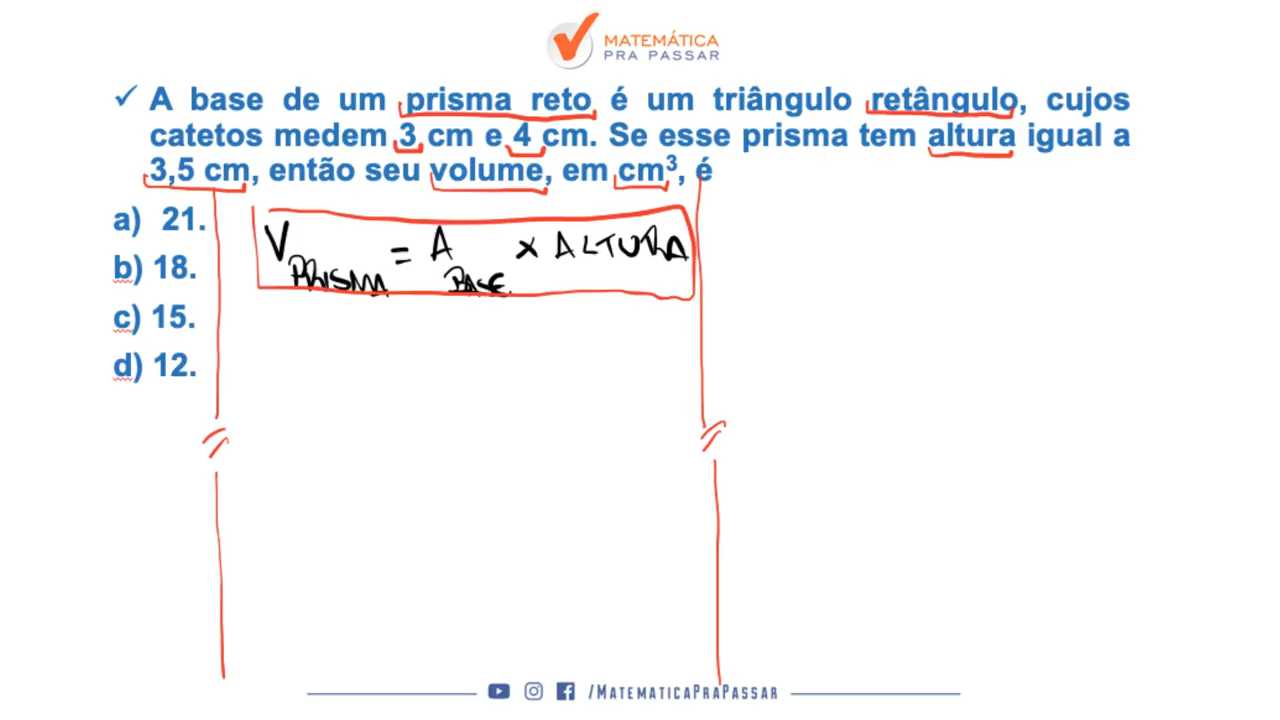 MATEMÁTICA
PRA PASSAR
✓ A base de um prisma reto é um triângulo retângulo, cujos
catetos medem 3 cm e 4 cm. Se esse prisma tem altura igual a
3,5 cm, então seu volume, em cm³, é
a) 21.
b) 18.
c) 15.
d) 12.
V PRISMA = A BASE × ALTURA
/MATEMATICAPRAPASSAR